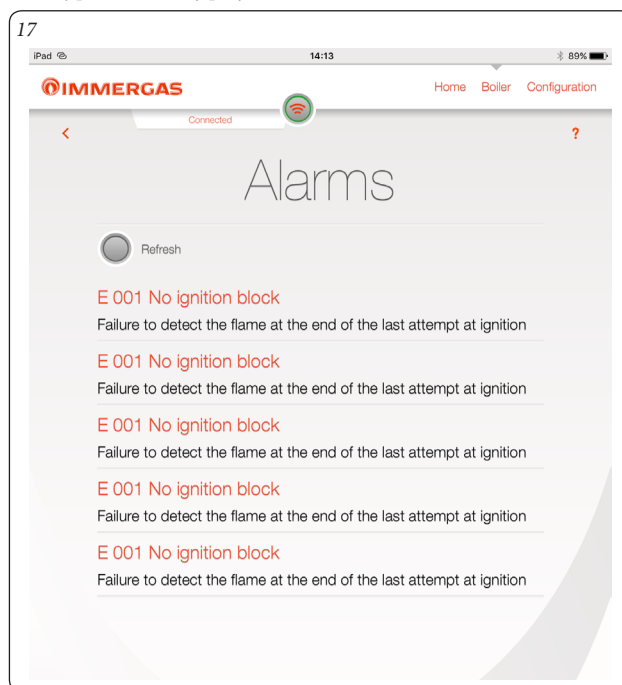 17
iPad 14:13 89%
IMMERGAS Home Boiler Configuration
Connected
< ?
Alarms
Refresh
E 001 No ignition block
Failure to detect the flame at the end of the last attempt at ignition
E 001 No ignition block
Failure to detect the flame at the end of the last attempt at ignition
E 001 No ignition block
Failure to detect the flame at the end of the last attempt at ignition
E 001 No ignition block
Failure to detect the flame at the end of the last attempt at ignition
E 001 No ignition block
Failure to detect the flame at the end of the last attempt at ignition